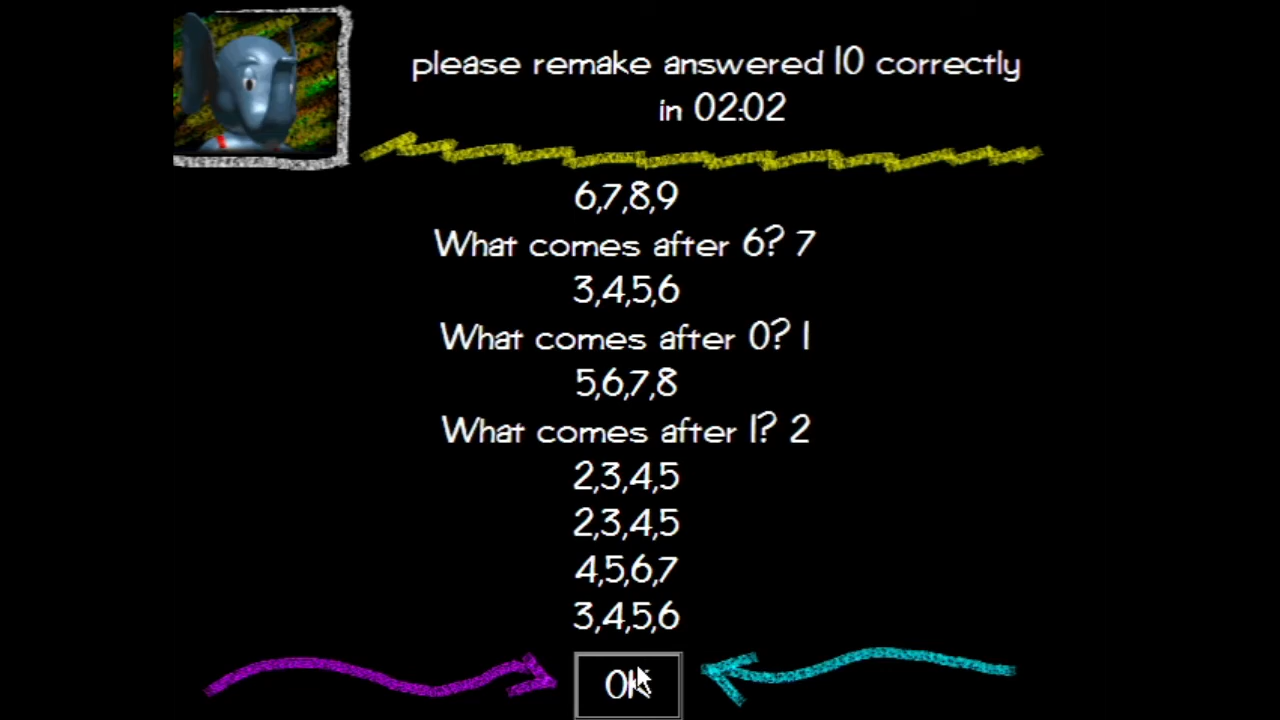 please remake answered 10 correctly
in 02:02
6,7,8,9
What comes after 6? 7
3,4,5,6
What comes after 0? 1
5,6,7,8
What comes after 1? 2
2,3,4,5
2,3,4,5
4,5,6,7
3,4,5,6
OK